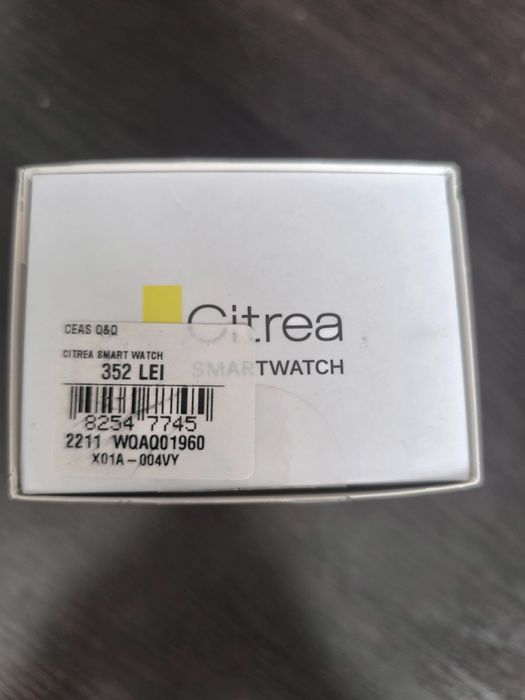 Citrea
SMARTWATCH
CEAS Q&Q
CITREA SMART WATCH
352 LEI
8254 7745
2211 WQAQ01960
X01A-004VY